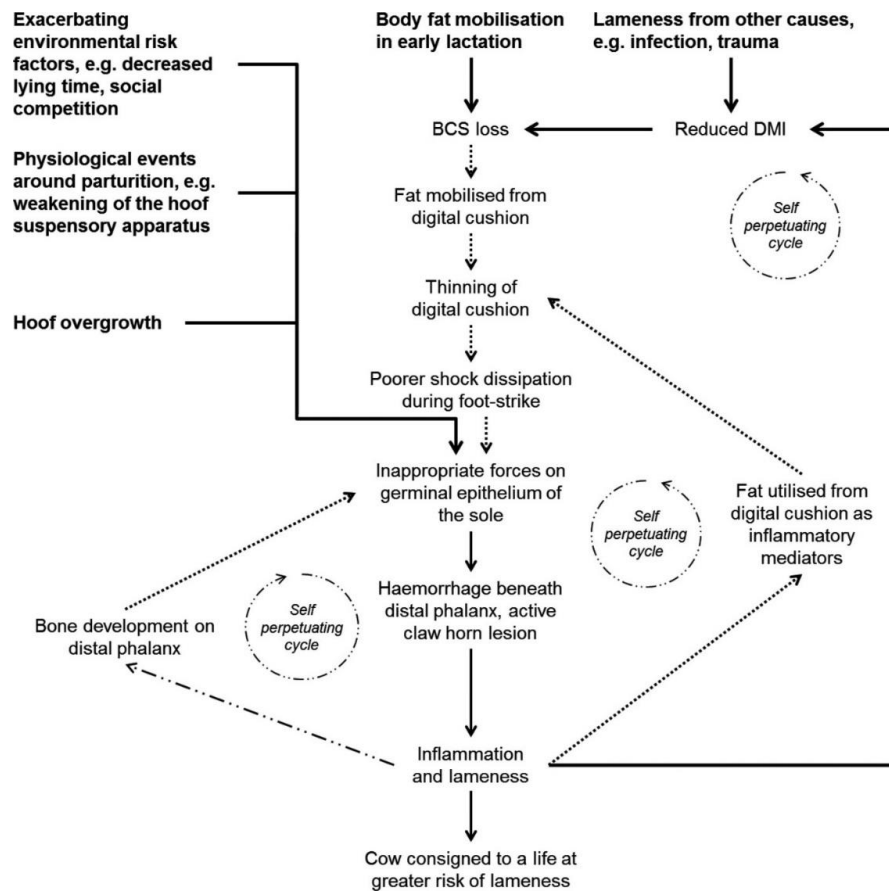 Exacerbating
environmental risk
factors, e.g. decreased
lying time, social
competition
Physiological events
around parturition, e.g.
weakening of the hoof
suspensory apparatus
Hoof overgrowth
Body fat mobilisation
in early lactation
Lameness from other causes,
e.g. infection, trauma
BCS loss
Reduced DMI
Fat mobilised from
digital cushion
Self
perpetuating
cycle
Thinning of
digital cushion
Poorer shock dissipation
during foot-strike
Inappropriate forces on
germinal epithelium of
the sole
Self
perpetuating
cycle
Fat utilised from
digital cushion as
inflammatory
mediators
Haemorrhage beneath
distal phalanx, active
claw horn lesion
Self
perpetuating
cycle
Bone development on
distal phalanx
Inflammation
and lameness
Cow consigned to a life at
greater risk of lameness